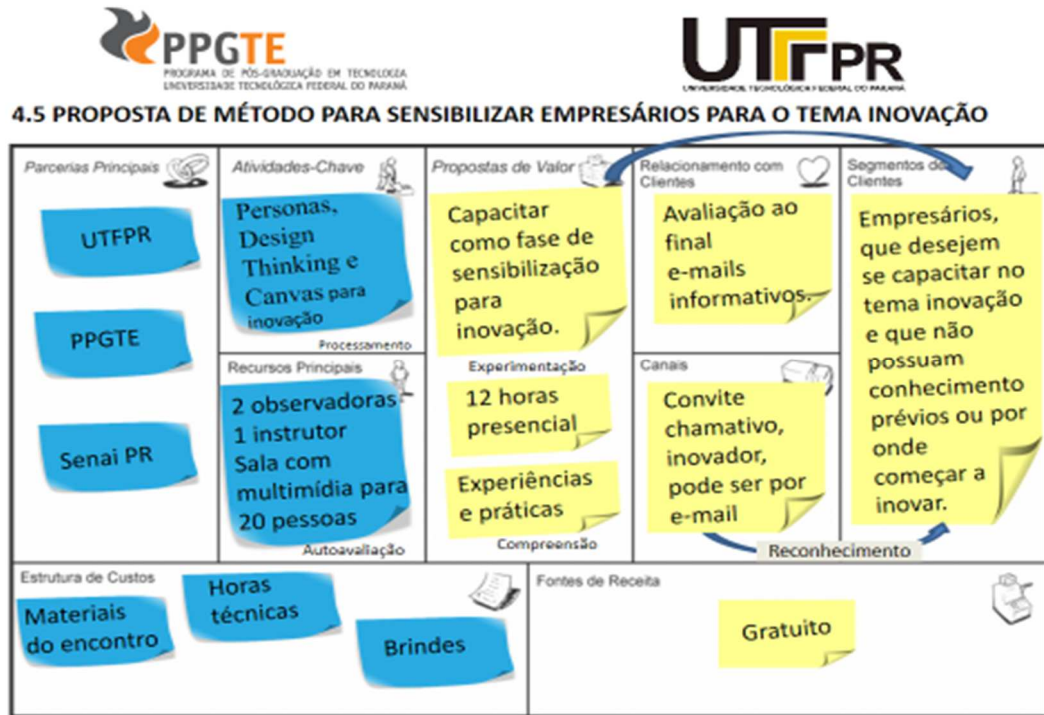 PPGTE
PROGRAMA DE PÓS-GRADUAÇÃO EM TECNOLOGIA
UNIVERSIDADE TECNOLÓGICA FEDERAL DO PARANÁ
UTFPR
UNIVERSIDADE TECNOLÓGICA FEDERAL DO PARANÁ
4.5 PROPOSTA DE MÉTODO PARA SENSIBILIZAR EMPRESÁRIOS PARA O TEMA INOVAÇÃO
Parcerias Principais
UTFPR
PPGTE
Senai PR
Atividades-Chave
Personas,
Design
Thinking e
Canvas para
inovação
Processamento
Recursos Principais
2 observadoras
1 instrutor
Sala com
multimídia para
20 pessoas
Autoavaliação
Propostas de Valor
Capacitar
como fase de
sensibilização
para
inovação.
Experimentação
12 horas
presencial
Experiências
e práticas
Compreensão
Relacionamento com
Clientes
Avaliação ao
final
e-mails
informativos.
Canais
Convite
chamativo,
inovador,
pode ser por
e-mail
Segmentos de
Clientes
Empresários,
que desejem
se capacitar no
tema inovação
e que não
possuam
conhecimento
prévios ou por
onde
começar a
inovar.
Reconhecimento
Estrutura de Custos
Materiais
do encontro
Horas
técnicas
Brindes
Fontes de Receita
Gratuito